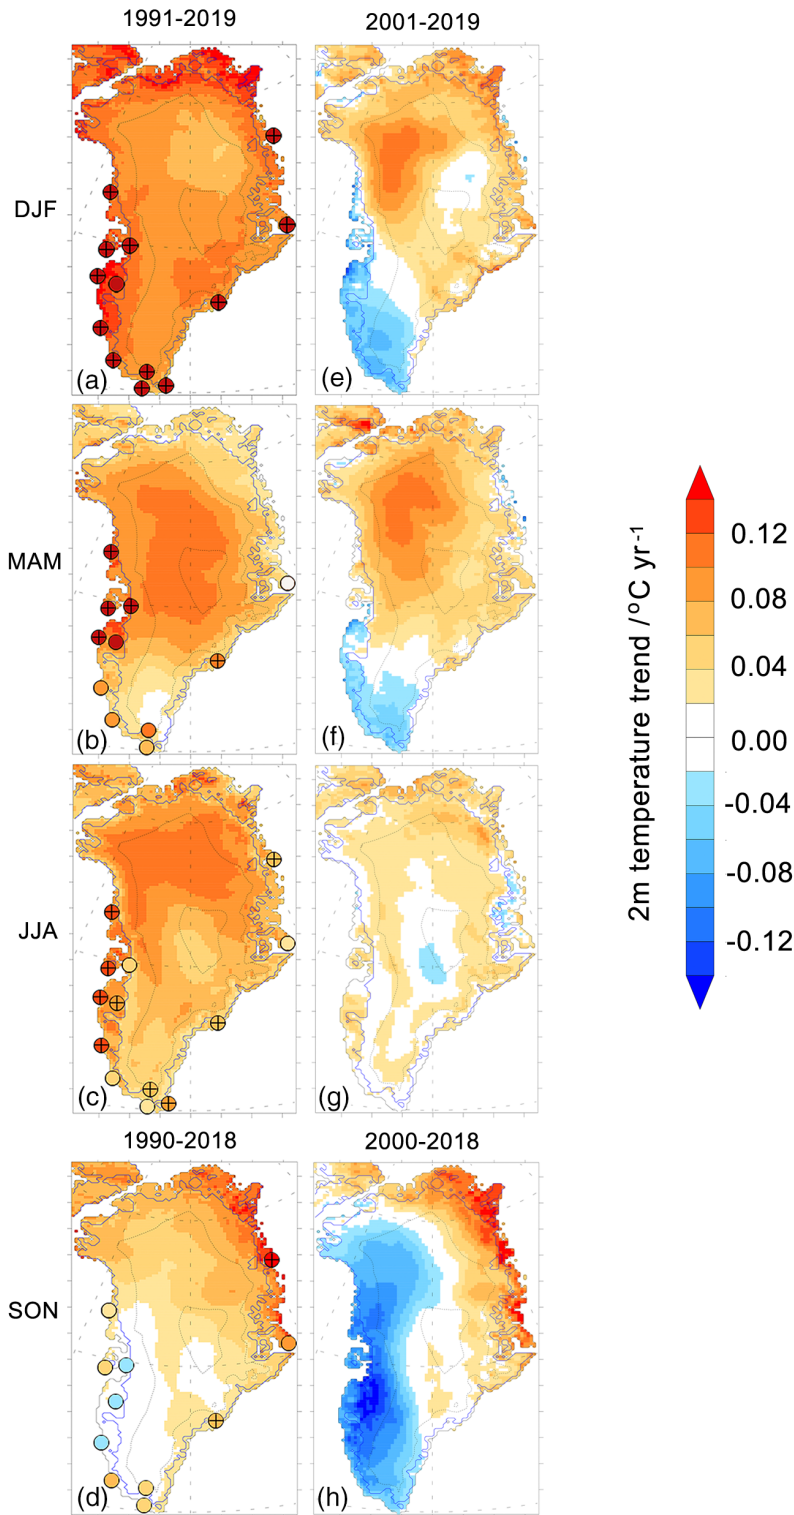 1991-2019 2001-2019
DJF
(a) (e)
MAM
(b) (f)
JJA
(c) (g)
1990-2018 2000-2018
SON
(d) (h)
2m temperature trend /ºC yr⁻¹
0.12
0.08
0.04
0.00
-0.04
-0.08
-0.12